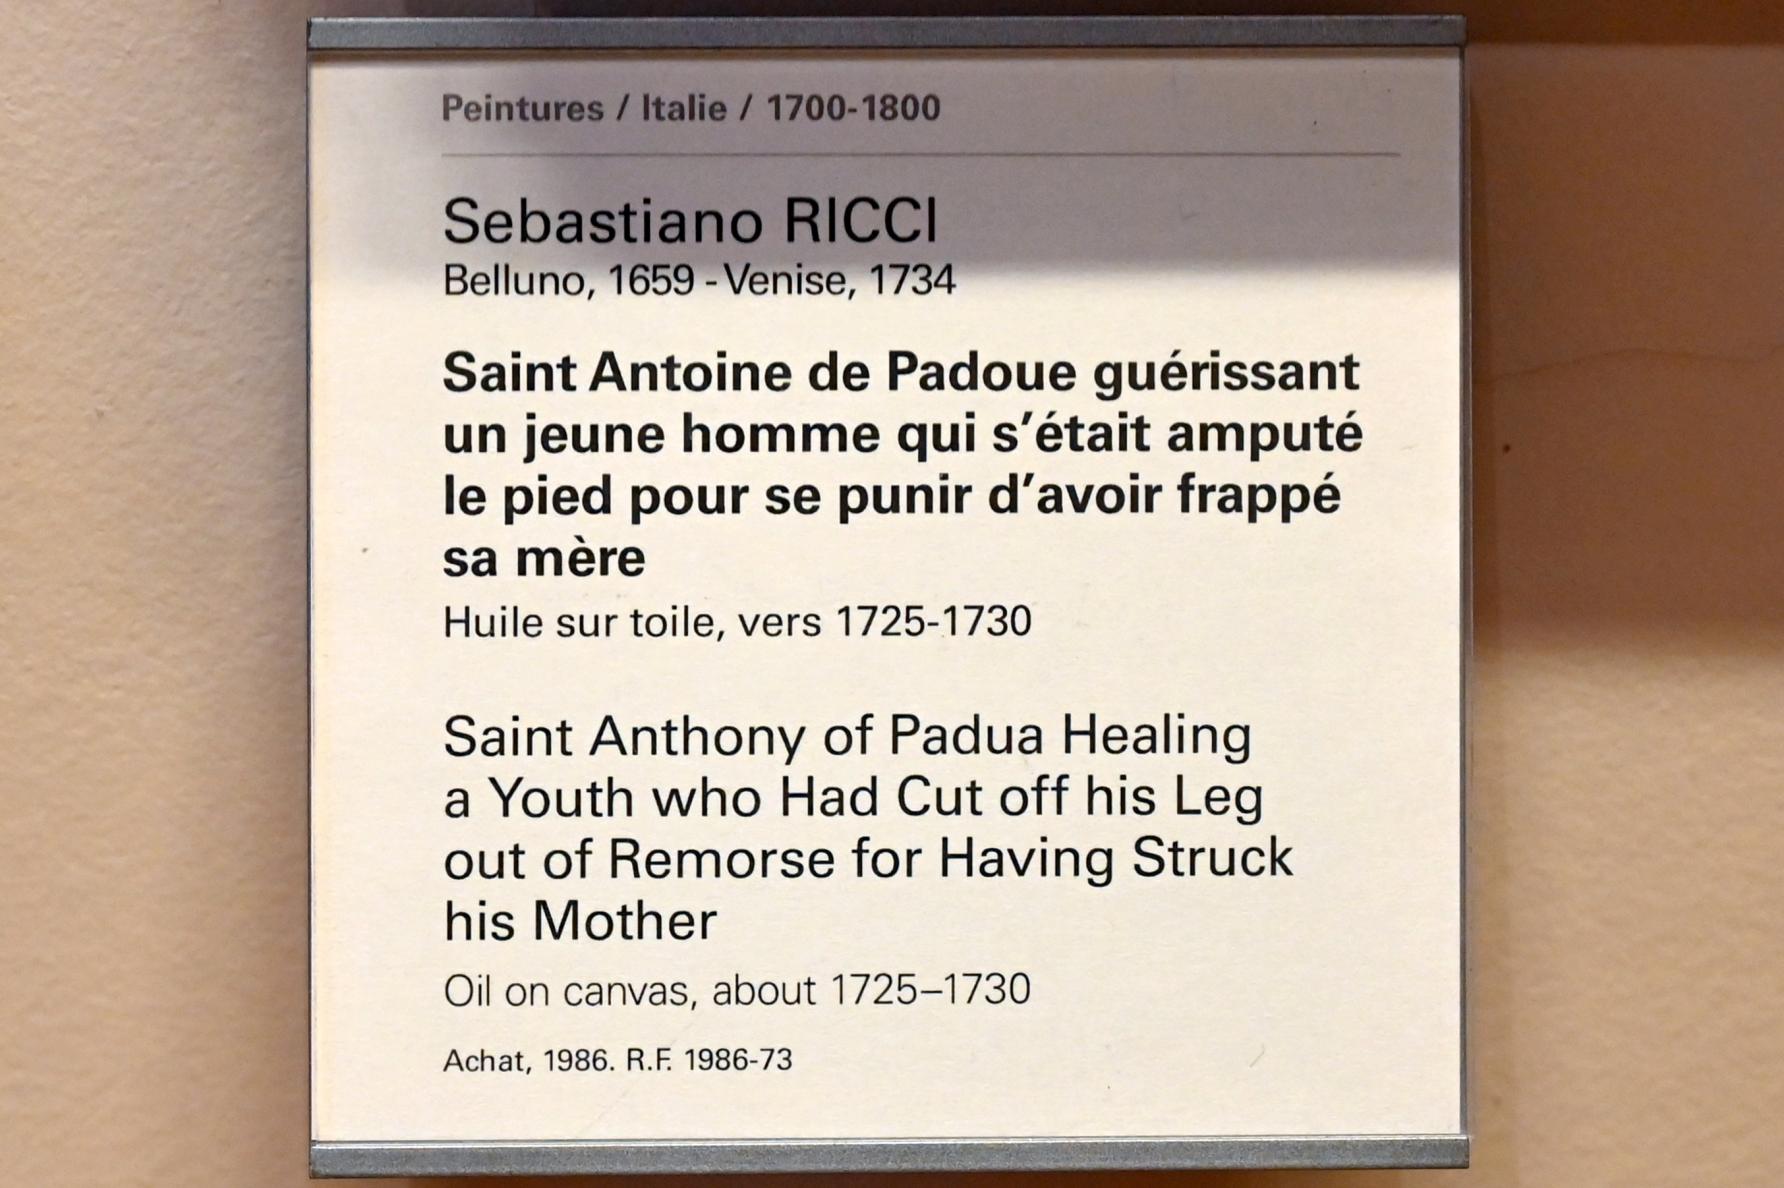 Peintures / Italie / 1700-1800
Sebastiano RICCI
Belluno, 1659 - Venise, 1734
Saint Antoine de Padoue guérissant
un jeune homme qui s’était amputé
le pied pour se punir d’avoir frappé
sa mère
Huile sur toile, vers 1725-1730
Saint Anthony of Padua Healing
a Youth who Had Cut off his Leg
out of Remorse for Having Struck
his Mother
Oil on canvas, about 1725–1730
Achat, 1986. R.F. 1986-73